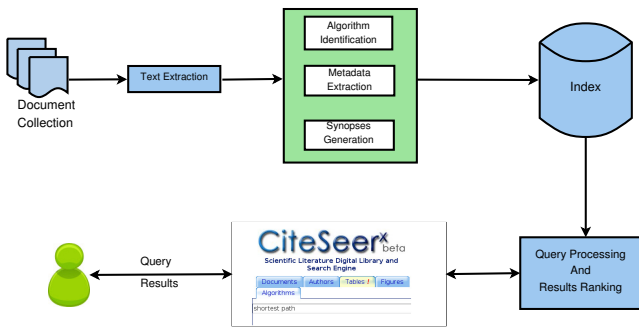 Algorithm
Identification
Text Extraction
Metadata
Extraction
Index
Document
Collection
Synopses
Generation
CiteSeerx beta
Scientific Literature Digital Library and
Search Engine
Query
Results
Documents Authors Tables ! Figures
Algorithms
shortest path
Query Processing
And
Results Ranking